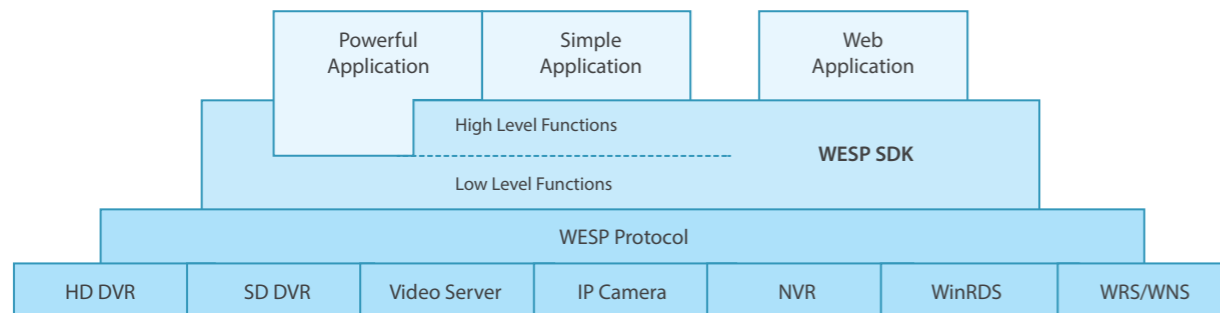 Powerful
Application
Simple
Application
Web
Application
High Level Functions
WESP SDK
Low Level Functions
WESP Protocol
HD DVR
SD DVR
Video Server
IP Camera
NVR
WinRDS
WRS/WNS